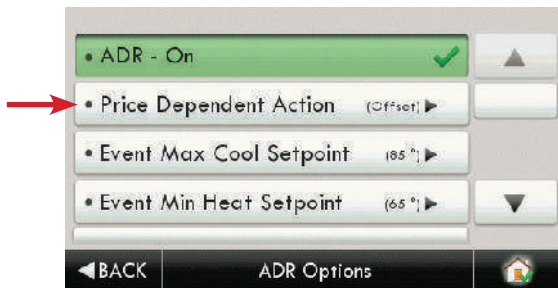 • ADR - On
• Price Dependent Action (Offset)
• Event Max Cool Setpoint (85°)
• Event Min Heat Setpoint (65°)
BACK ADR Options